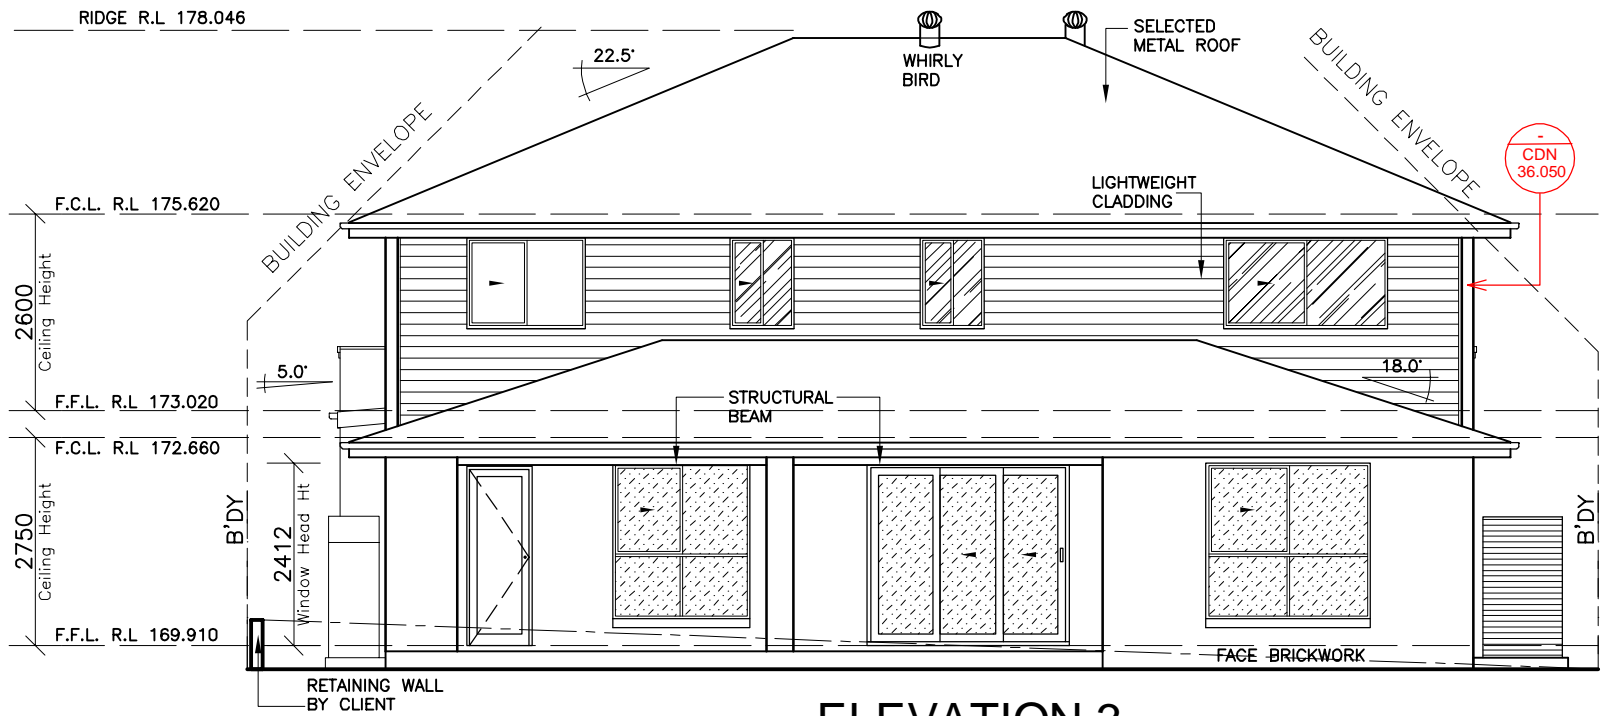 RIDGE R.L 178.046
22.5°
WHIRLY
BIRD
SELECTED
METAL ROOF
BUILDING ENVELOPE
BUILDING ENVELOPE
-
CDN
36.050
LIGHTWEIGHT
CLADDING
F.C.L. R.L 175.620
2600
Ceiling Height
5.0°
18.0°
F.F.L. R.L 173.020
STRUCTURAL
BEAM
F.C.L. R.L 172.660
2750
Ceiling Height
B'DY
2412
Window Head Ht
B'DY
F.F.L. R.L 169.910
FACE BRICKWORK
RETAINING WALL
BY CLIENT